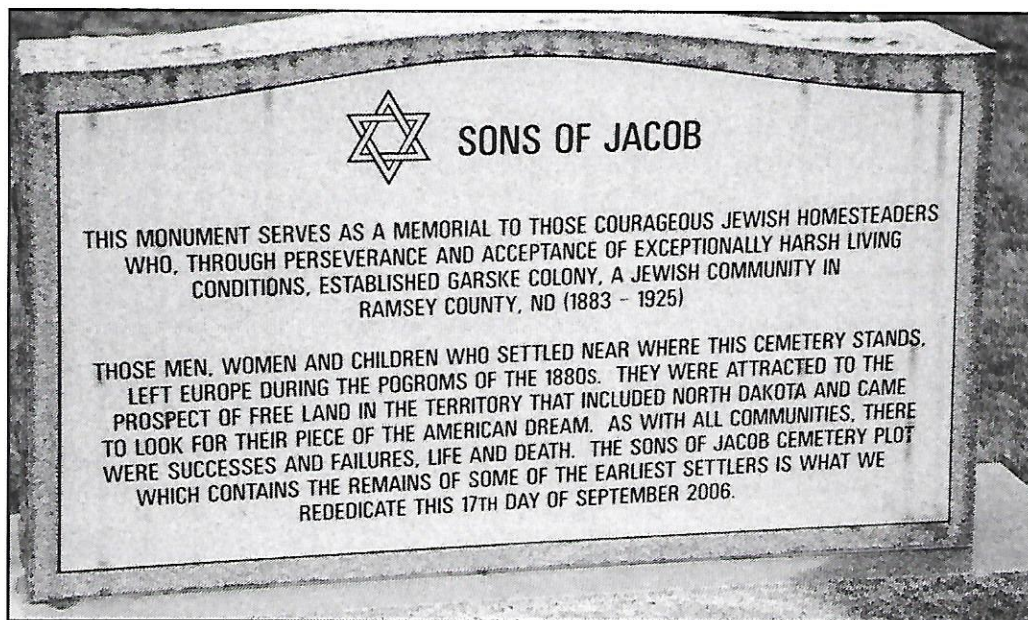 SONS OF JACOB
THIS MONUMENT SERVES AS A MEMORIAL TO THOSE COURAGEOUS JEWISH HOMESTEADERS
WHO, THROUGH PERSEVERANCE AND ACCEPTANCE OF EXCEPTIONALLY HARSH LIVING
CONDITIONS, ESTABLISHED GARSKE COLONY, A JEWISH COMMUNITY IN
RAMSEY COUNTY, ND (1883 - 1925)
THOSE MEN, WOMEN AND CHILDREN WHO SETTLED NEAR WHERE THIS CEMETERY STANDS,
LEFT EUROPE DURING THE POGROMS OF THE 1880S. THEY WERE ATTRACTED TO THE
PROSPECT OF FREE LAND IN THE TERRITORY THAT INCLUDED NORTH DAKOTA AND CAME
TO LOOK FOR THEIR PIECE OF THE AMERICAN DREAM. AS WITH ALL COMMUNITIES, THERE
WERE SUCCESSES AND FAILURES, LIFE AND DEATH. THE SONS OF JACOB CEMETERY PLOT
WHICH CONTAINS THE REMAINS OF SOME OF THE EARLIEST SETTLERS IS WHAT WE
REDEDICATE THIS 17TH DAY OF SEPTEMBER 2006.